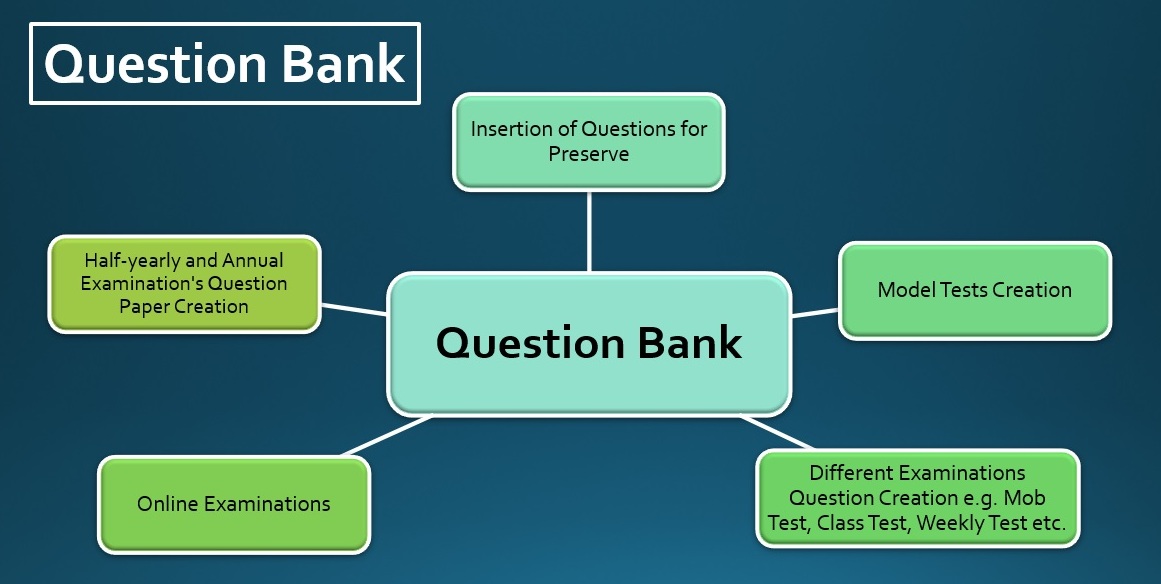 Question Bank
Insertion of Questions for
Preserve
Half-yearly and Annual
Examination's Question
Paper Creation
Model Tests Creation
Question Bank
Online Examinations
Different Examinations
Question Creation e.g. Mob
Test, Class Test, Weekly Test etc.